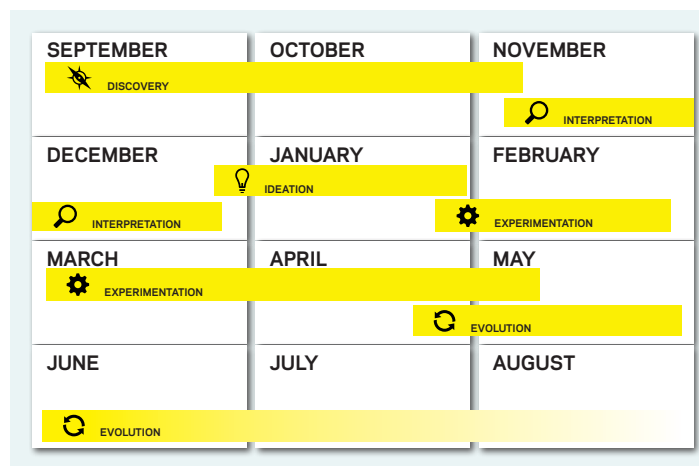 SEPTEMBER OCTOBER NOVEMBER
DISCOVERY
INTERPRETATION
DECEMBER JANUARY FEBRUARY
IDEATION
INTERPRETATION EXPERIMENTATION
MARCH APRIL MAY
EXPERIMENTATION
EVOLUTION
JUNE JULY AUGUST
EVOLUTION